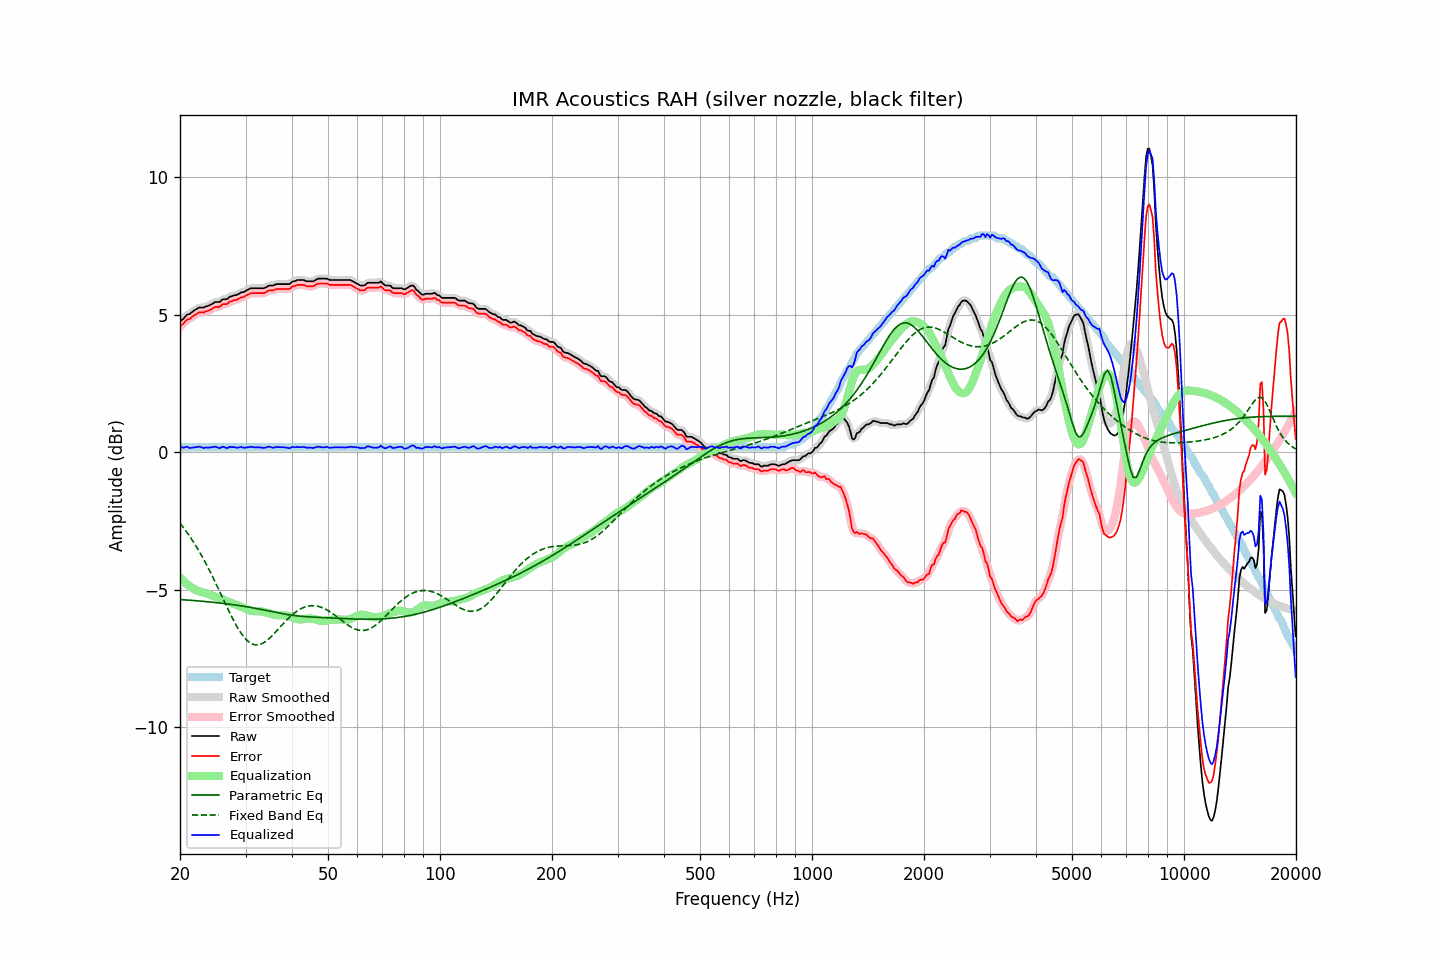 IMR Acoustics RAH (silver nozzle, black filter)
10
5
0
−5
−10
Amplitude (dBr)
Target
Raw Smoothed
Error Smoothed
Raw
Error
Equalization
Parametric Eq
Fixed Band Eq
Equalized
20 50 100 200 500 1000 2000 5000 10000 20000
Frequency (Hz)